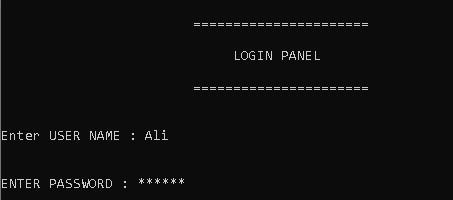 ======================
LOGIN PANEL
======================
Enter USER NAME : Ali
ENTER PASSWORD : ******